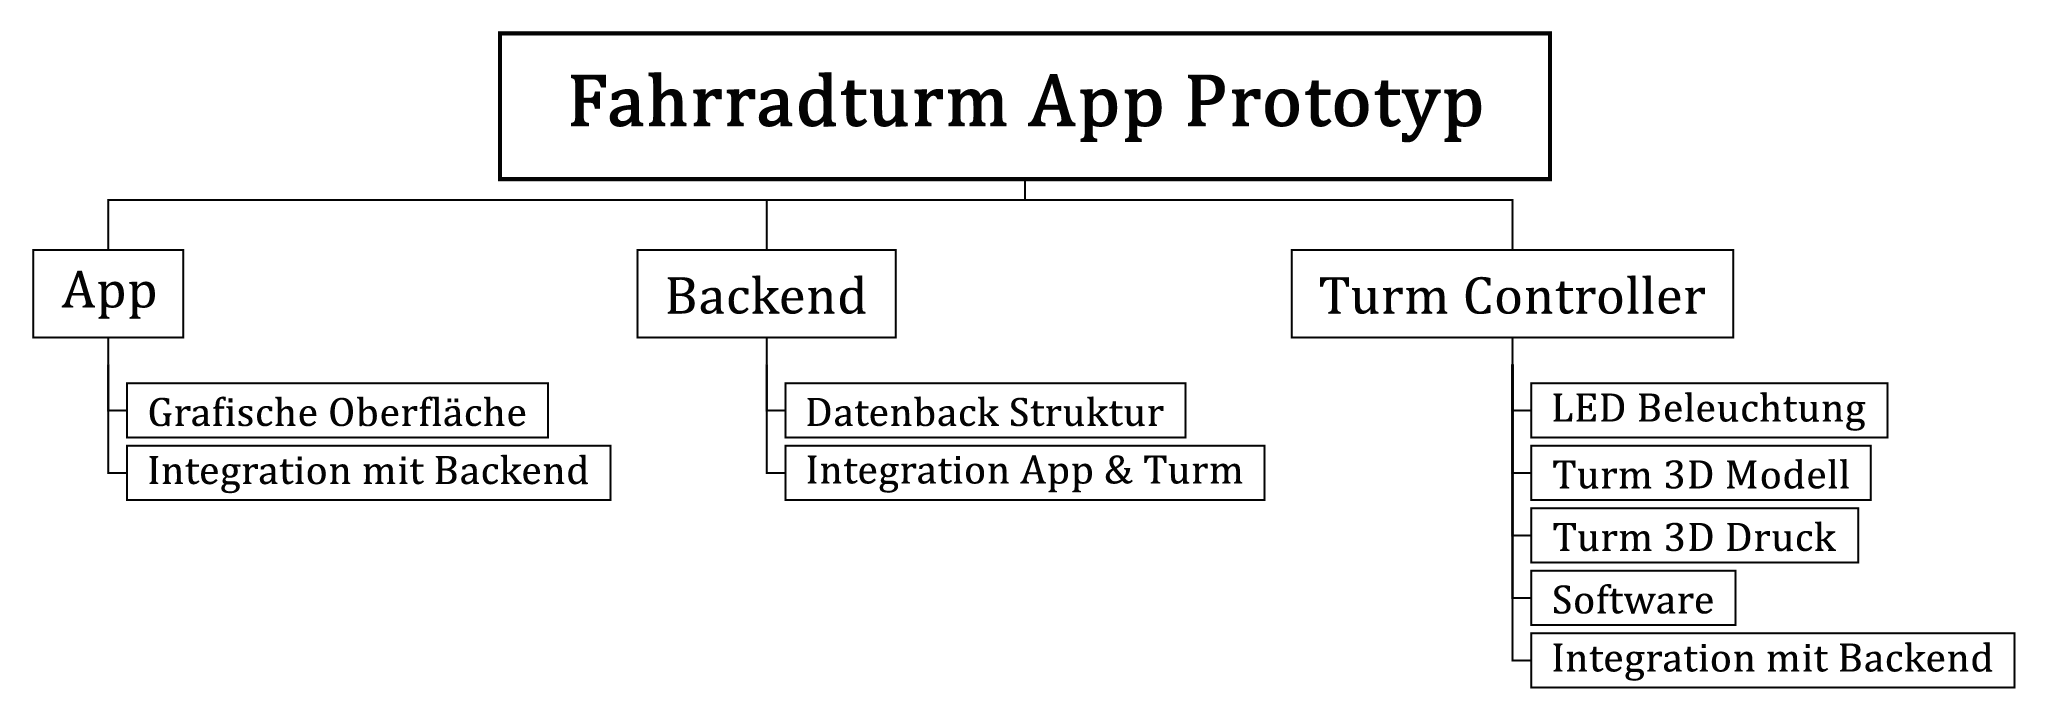 Fahrradturm App Prototyp
App
Grafische Oberfläche
Integration mit Backend
Backend
Datenback Struktur
Integration App & Turm
Turm Controller
LED Beleuchtung
Turm 3D Modell
Turm 3D Druck
Software
Integration mit Backend